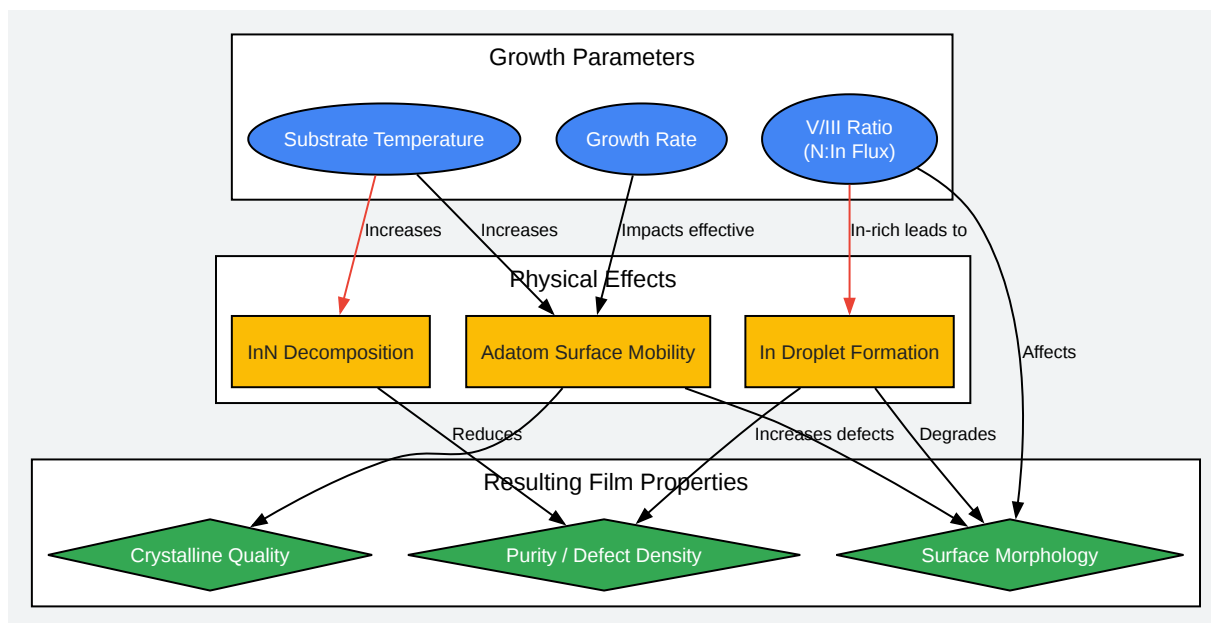 Growth Parameters
Substrate Temperature
Growth Rate
V/III Ratio
(N:In Flux)
Increases
Increases
Impacts effective
In-rich leads to
Physical Effects
InN Decomposition
Adatom Surface Mobility
In Droplet Formation
Affects
Reduces
Increases defects
Degrades
Resulting Film Properties
Crystalline Quality
Purity / Defect Density
Surface Morphology